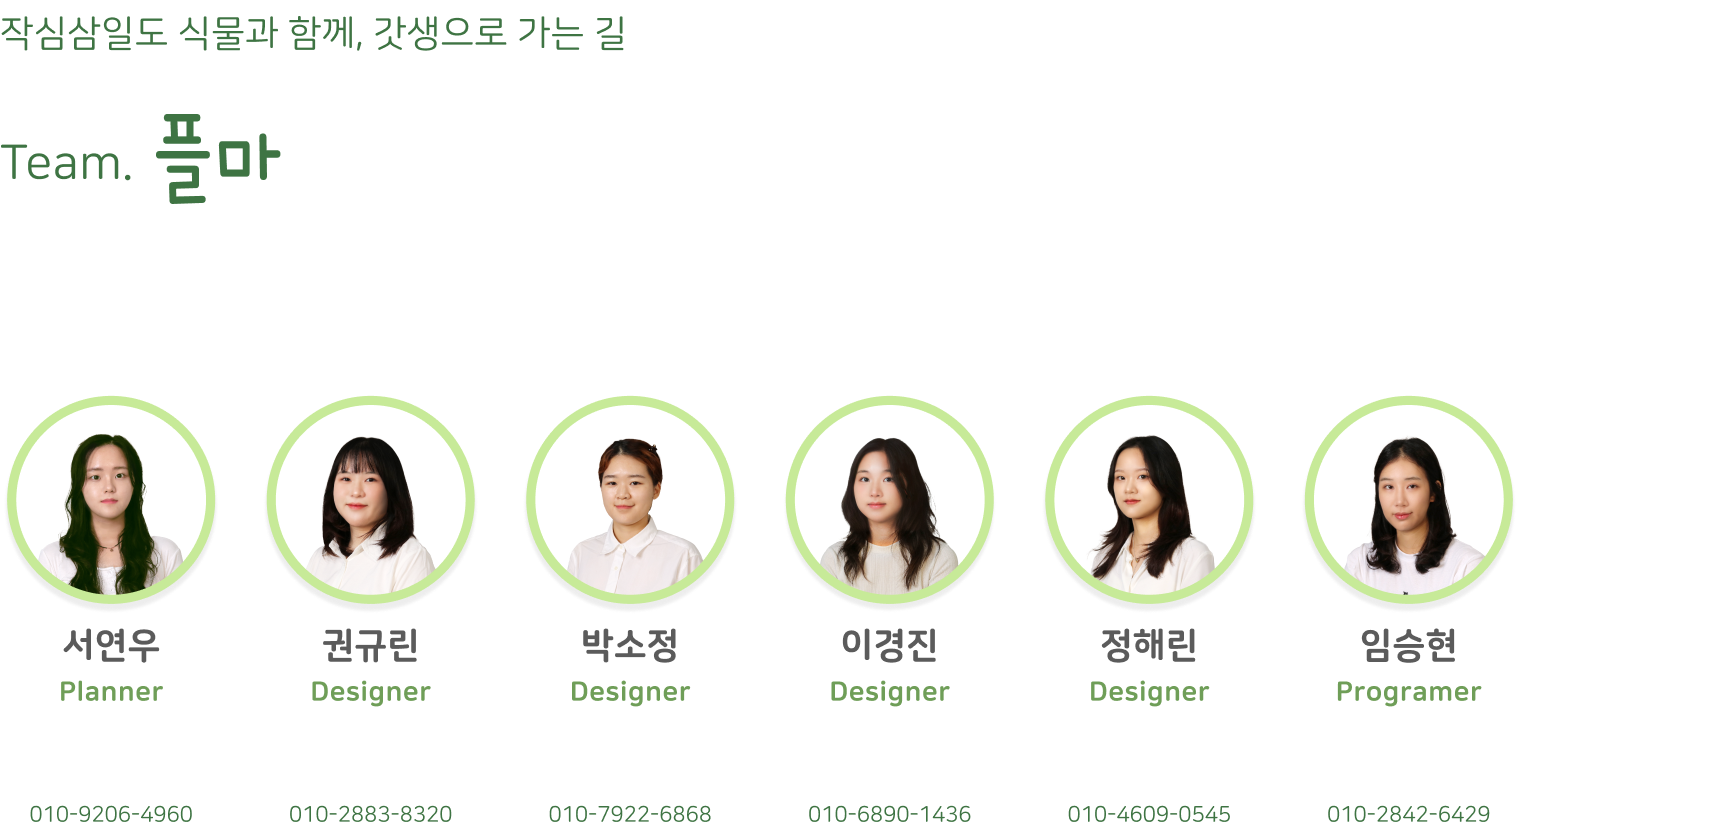 작심삼일도 식물과 함께, 갓생으로 가는 길
Team. 플마
서연우 권규린 박소정 이경진 정해린 임승현
Planner Designer Designer Designer Designer Programer
010-9206-4960 010-2883-8320 010-7922-6868 010-6890-1436 010-4609-0545 010-2842-6429